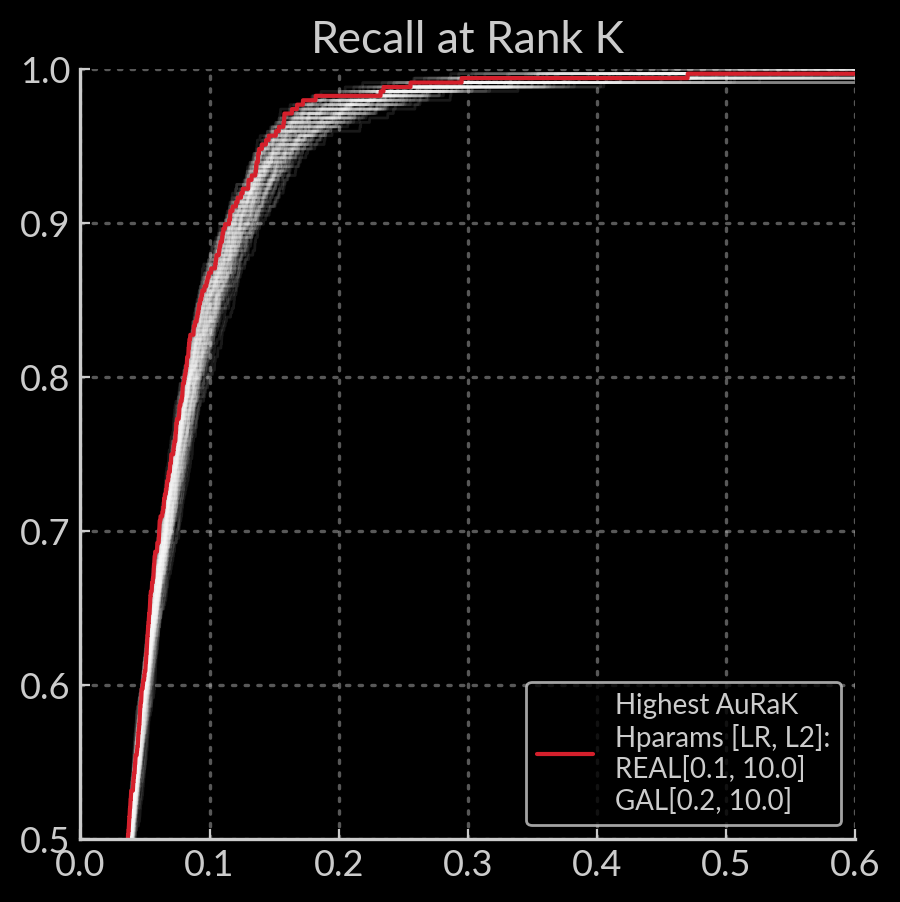 Recall at Rank K
1.0
0.9
0.8
0.7
0.6
0.5
0.0 0.1 0.2 0.3 0.4 0.5 0.6
Highest AuRaK
Hparams [LR, L2]:
REAL[0.1, 10.0]
GAL[0.2, 10.0]